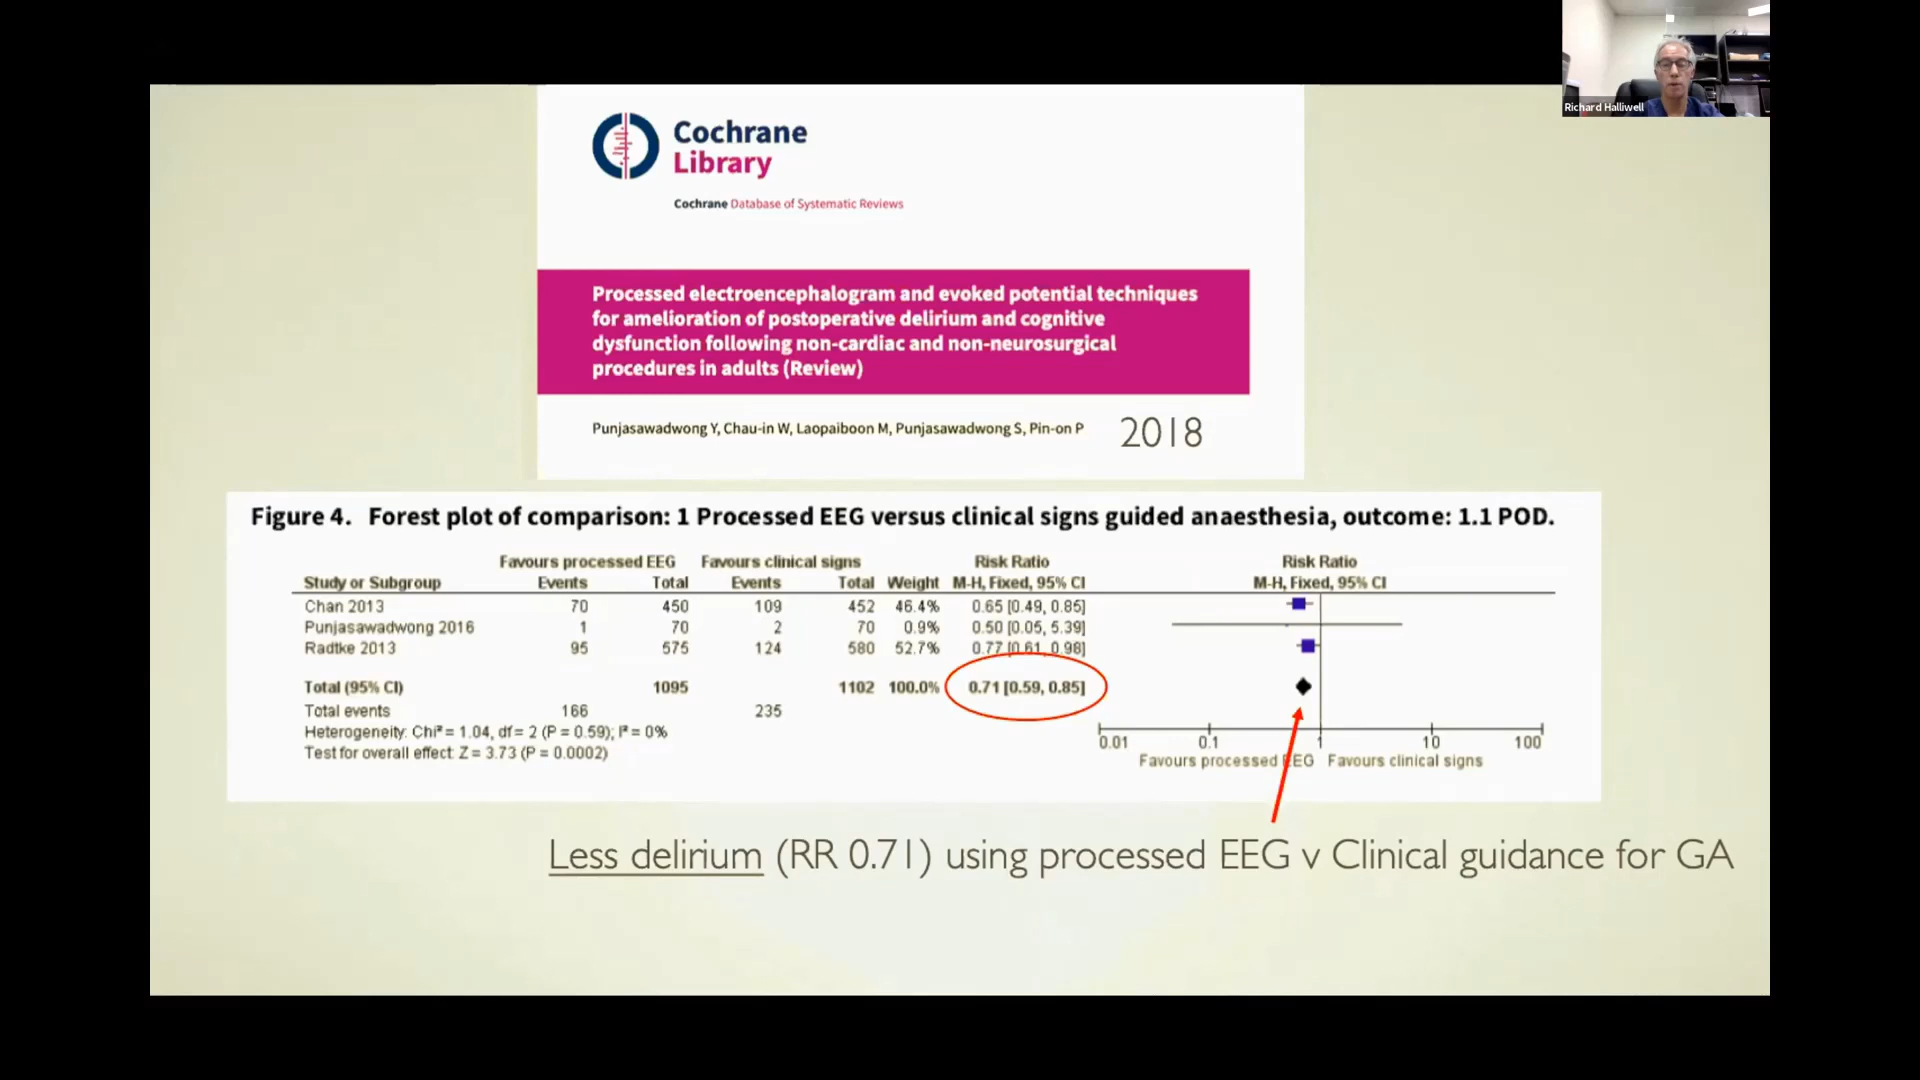 Richard Halliwell
Cochrane
Library
Cochrane Database of Systematic Reviews
Processed electroencephalogram and evoked potential techniques
for amelioration of postoperative delirium and cognitive
dysfunction following non-cardiac and non-neurosurgical
procedures in adults (Review)
Punjasawadwong Y, Chau-in W, Laopaiboon M, Punjasawadwong S, Pin-on P 2018
Figure 4. Forest plot of comparison: 1 Processed EEG versus clinical signs guided anaesthesia, outcome: 1.1 POD.
Favours processed EEG Favours clinical signs Risk Ratio Risk Ratio
Study or Subgroup Events Total Events Total Weight M-H, Fixed, 95% CI M-H, Fixed, 95% CI
Chan 2013 70 450 109 452 46.4% 0.65 [0.49, 0.85]
Punjasawadwong 2016 1 70 2 70 0.9% 0.50 [0.05, 5.39]
Radtke 2013 95 575 124 580 52.7% 0.77 [0.61, 0.98]
Total (95% CI) 1095 1102 100.0% 0.71 [0.59, 0.85]
Total events 166 235
Heterogeneity: Chi² = 1.04, df = 2 (P = 0.59); I² = 0%
Test for overall effect: Z = 3.73 (P = 0.0002)
0.01 0.1 1 10 100
Favours processed EEG Favours clinical signs
Less delirium (RR 0.71) using processed EEG v Clinical guidance for GA